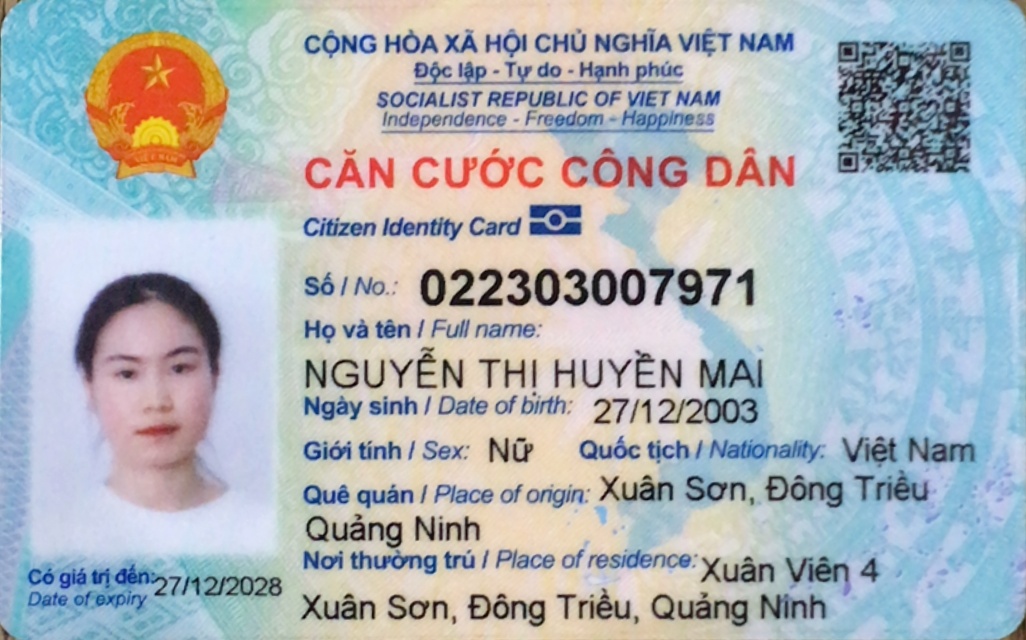 CỘNG HÒA XÃ HỘI CHỦ NGHĨA VIỆT NAM
Độc lập - Tự do - Hạnh phúc
SOCIALIST REPUBLIC OF VIET NAM
Independence - Freedom - Happiness
CĂN CƯỚC CÔNG DÂN
Citizen Identity Card
Số / No.: 022303007971
Họ và tên / Full name:
NGUYỄN THỊ HUYỀN MAI
Ngày sinh / Date of birth: 27/12/2003
Giới tính / Sex: Nữ Quốc tịch / Nationality: Việt Nam
Quê quán / Place of origin: Xuân Sơn, Đông Triều
Quảng Ninh
Nơi thường trú / Place of residence: Xuân Viên 4
Xuân Sơn, Đông Triều, Quảng Ninh
Có giá trị đến: 27/12/2028
Date of expiry